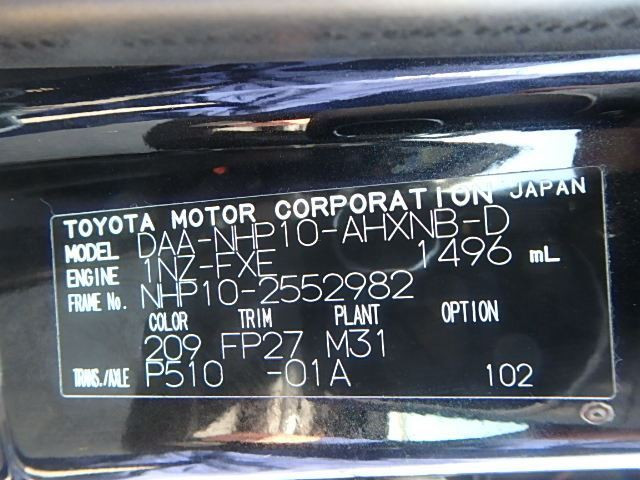 TOYOTA MOTOR CORPORATION JAPAN
MODEL DAA-NHP10-AHXNB-D
ENGINE 1NZ-FXE 1496 mL
FRAME No. NHP10-2552982
COLOR TRIM PLANT OPTION
209 FP27 M31
TRANS./AXLE P510 -01A 102